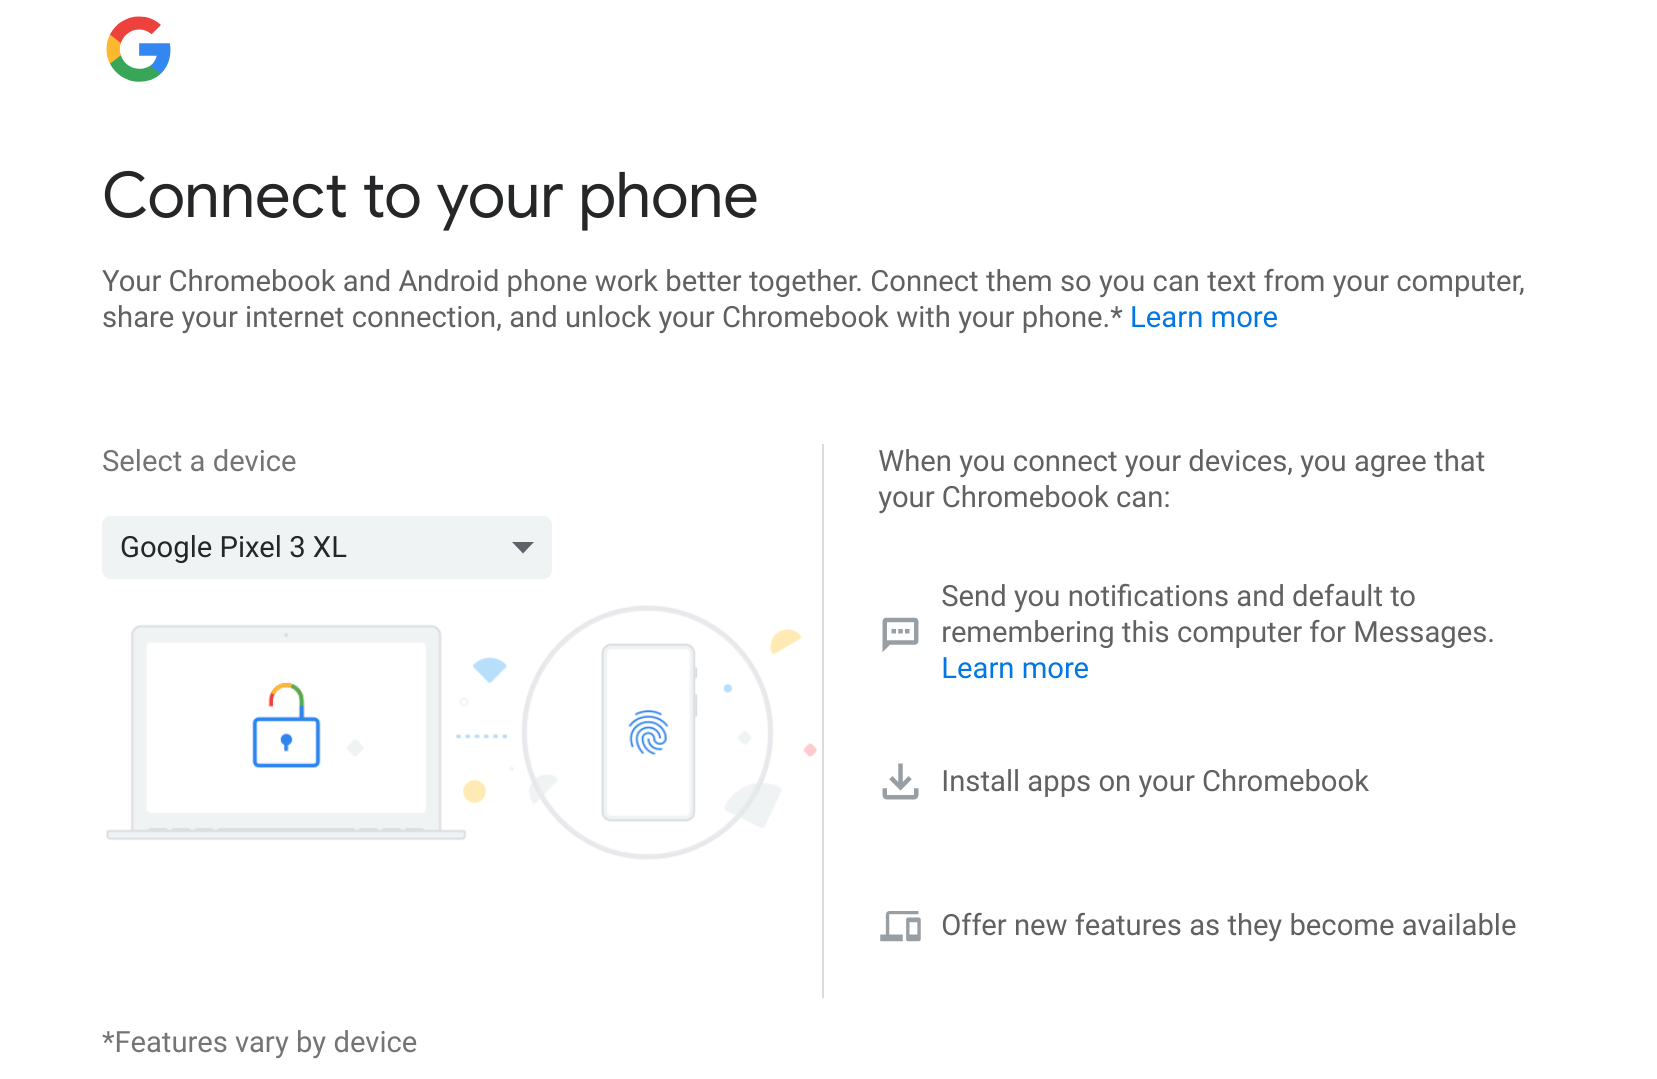 Connect to your phone
Your Chromebook and Android phone work better together. Connect them so you can text from your computer,
share your internet connection, and unlock your Chromebook with your phone.* Learn more
Select a device
Google Pixel 3 XL
When you connect your devices, you agree that
your Chromebook can:
Send you notifications and default to
remembering this computer for Messages.
Learn more
Install apps on your Chromebook
Offer new features as they become available
*Features vary by device